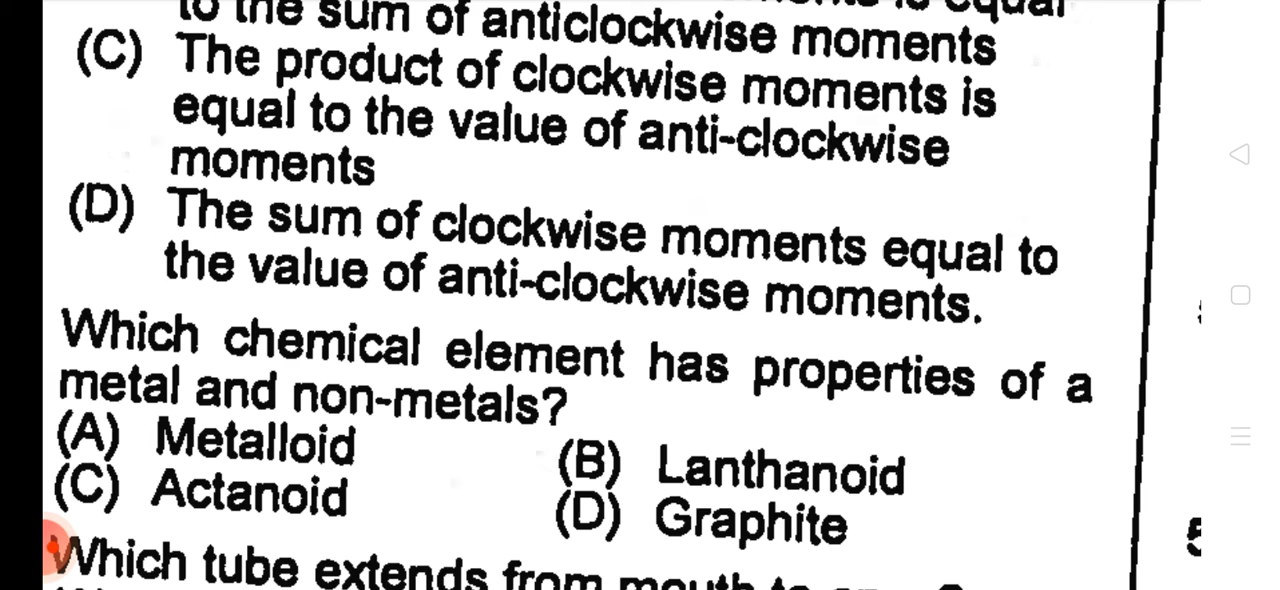 to the sum of anticlockwise moments
(C) The product of clockwise moments is
equal to the value of anti-clockwise
moments
(D) The sum of clockwise moments equal to
the value of anti-clockwise moments.
Which chemical element has properties of a
metal and non-metals?
(A) Metalloid (B) Lanthanoid
(C) Actanoid (D) Graphite
Which tube extends from mouth to